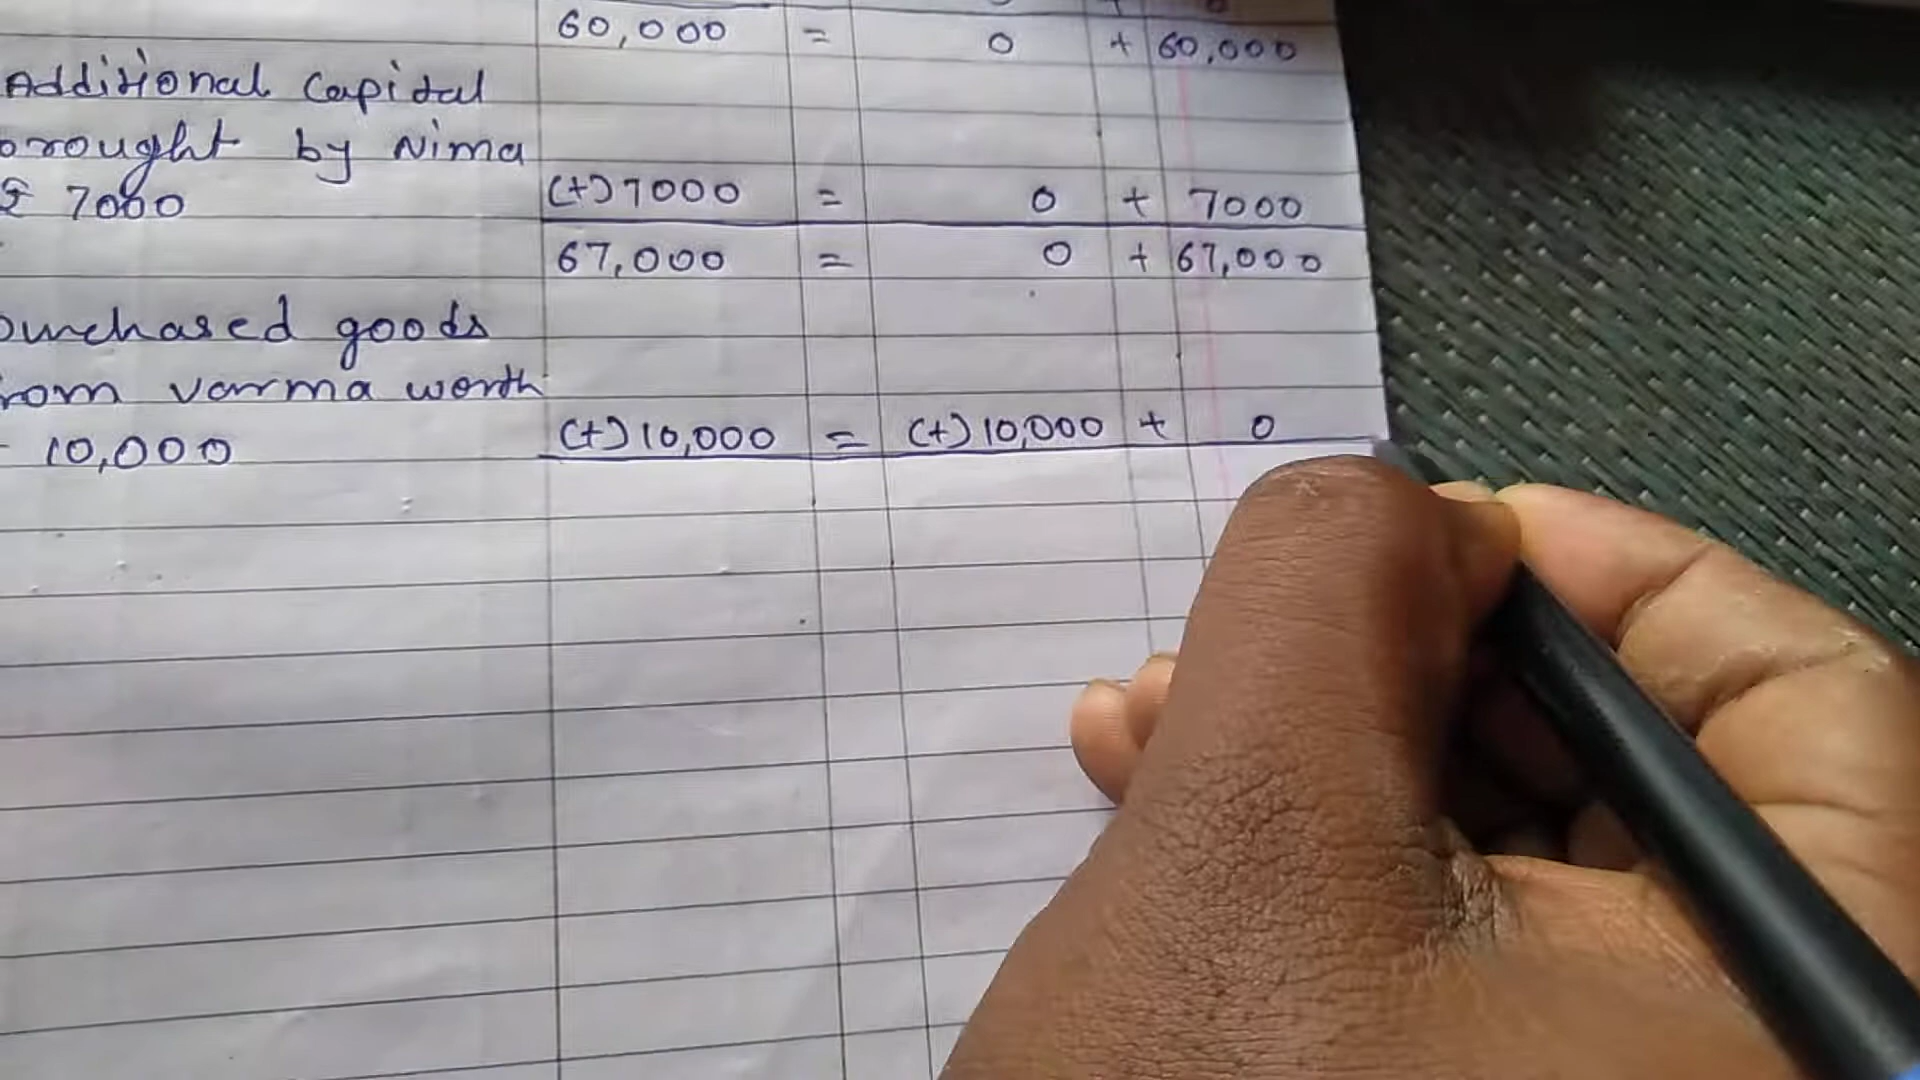 60,000 = 0 + 60,000
Additional Capital
brought by Nima
₹ 7000 (+) 7000 = 0 + 7000
67,000 = 0 + 67,000
purchased goods
from varma worth
10,000 (+) 10,000 = (+) 10,000 + 0